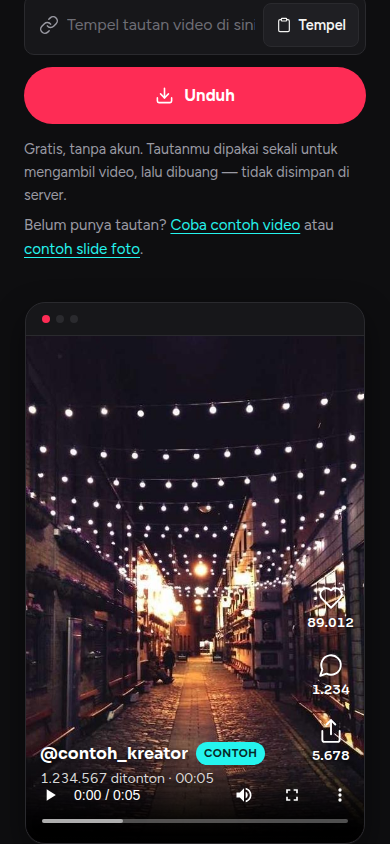 Tempel tautan video di sini
Tempel
Unduh
Gratis, tanpa akun. Tautanmu dipakai sekali untuk
mengambil video, lalu dibuang — tidak disimpan di
server.
Belum punya tautan? Coba contoh video atau
contoh slide foto.
89.012
1.234
5.678
@contoh_kreator CONTOH
1.234.567 ditonton · 00:05
0:00 / 0:05